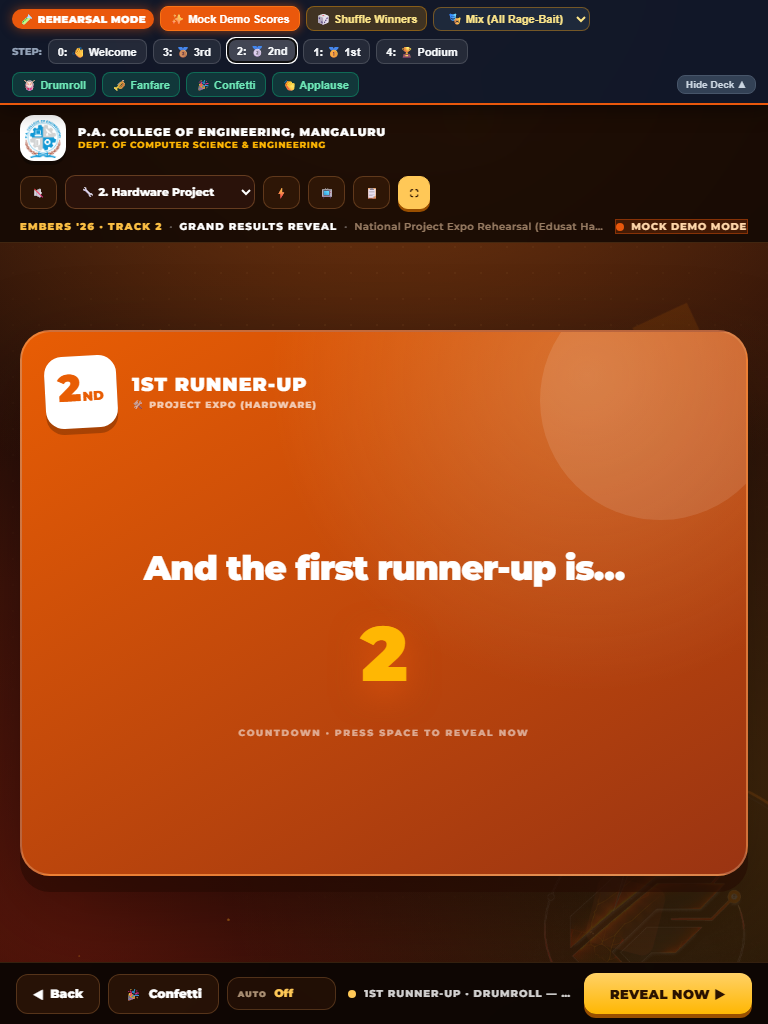 🧪 REHEARSAL MODE ✨ Mock Demo Scores 🎲 Shuffle Winners 🎭 Mix (All Rage-Bait)
STEP: 0: 👋 Welcome 3: 🥉 3rd 2: 🥈 2nd 1: 🥇 1st 4: 🏆 Podium
🥁 Drumroll 🎺 Fanfare 🎉 Confetti 👏 Applause Hide Deck ▲
P.A. COLLEGE OF ENGINEERING, MANGALURU
DEPT. OF COMPUTER SCIENCE & ENGINEERING
🔧 2. Hardware Project
EMBERS '26 • TRACK 2 · GRAND RESULTS REVEAL · National Project Expo Rehearsal (Edusat Ha... MOCK DEMO MODE
2ND
1ST RUNNER-UP
🛠️ PROJECT EXPO (HARDWARE)
And the first runner-up is...
2
COUNTDOWN • PRESS SPACE TO REVEAL NOW
◀ Back 🎉 Confetti AUTO Off 1ST RUNNER-UP · DRUMROLL — ... REVEAL NOW ▶